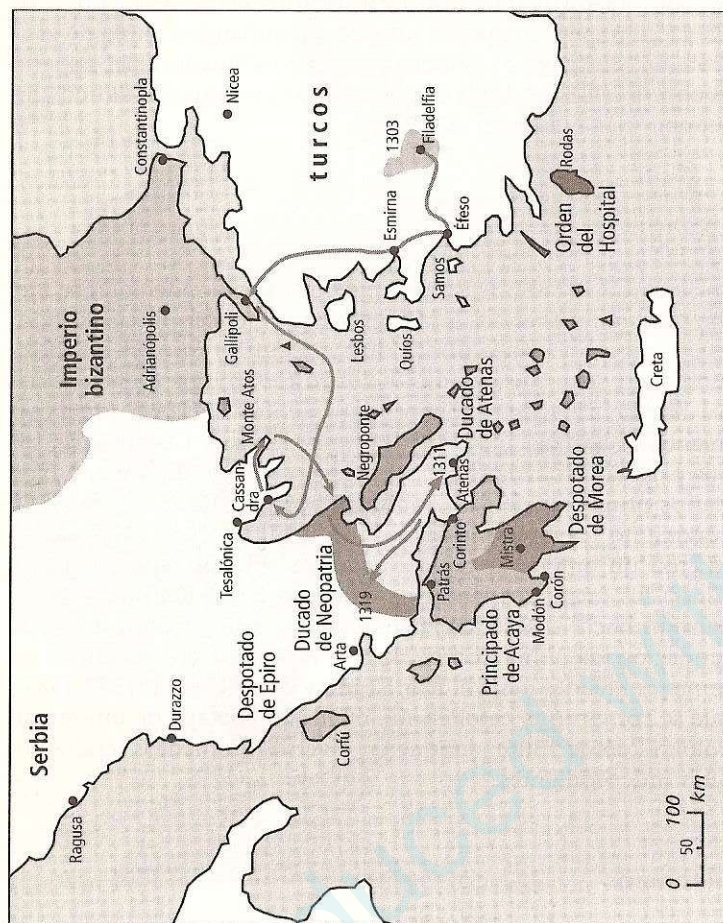 Serbia
Ragusa
Durazzo
Despotado
de Epiro
Corfú
Arta
Ducado
de Neopatria
1319
Tesalónica
Cassan-
dra
Monte Atos
Imperio
bizantino
Adrianópolis
Constantinopla
Gallipoli
Nicea
turcos
1303
Filadelfia
Esmirna
Éfeso
Lesbos
Quíos
Samos
Negroponte
Ducado
de Atenas
1311
Atenas
Corinto
Patrás
Principado
de Acaya
Mistra
Modón
Corón
Despotado
de Morea
Orden
del
Hospital
Rodas
Creta
0 50 100
km